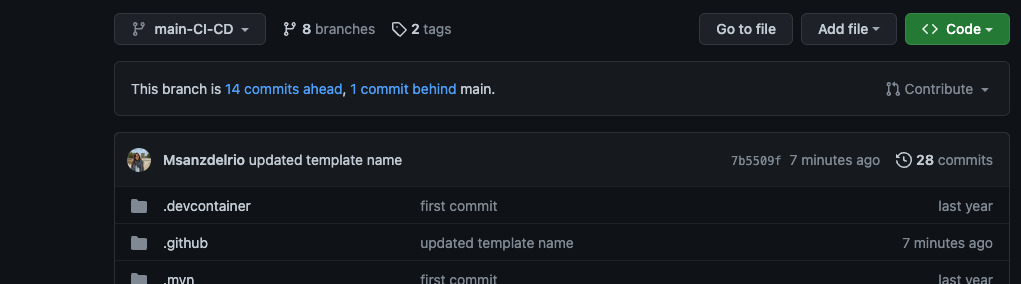 main-CI-CD 8 branches 2 tags Go to file Add file Code
This branch is 14 commits ahead, 1 commit behind main. Contribute
Msanzdelrio updated template name 7b5509f 7 minutes ago 28 commits
.devcontainer first commit last year
.github updated template name 7 minutes ago
.mvn first commit last year